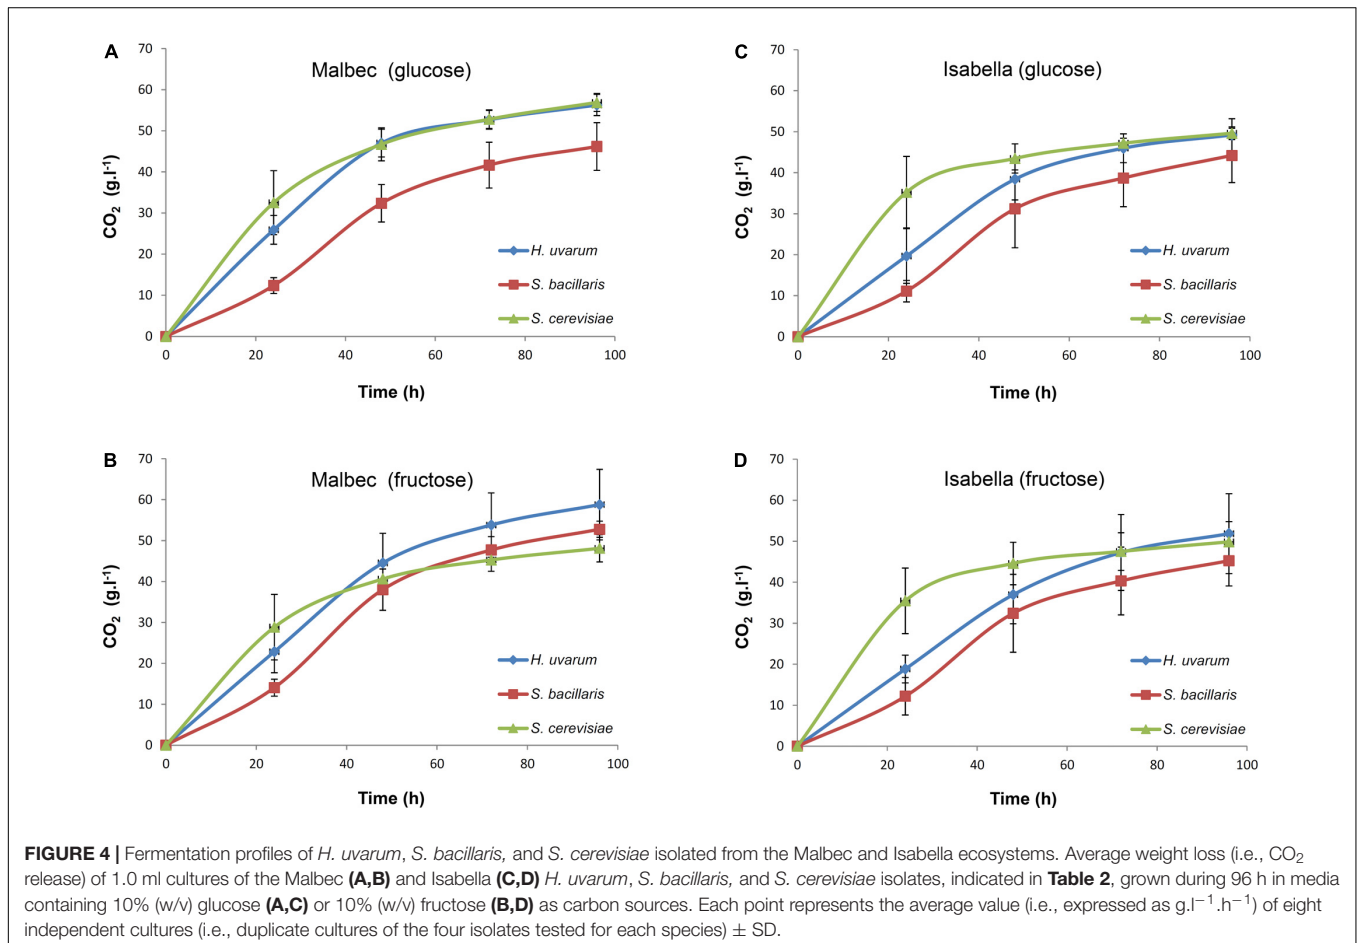 A
Malbec (glucose)
70
60
50
40
30
20
10
0
CO2 (g.l-1)
H. uvarum
S. bacillaris
S. cerevisiae
0 20 40 60 80 100
Time (h)
C
Isabella (glucose)
70
60
50
40
30
20
10
0
CO2 (g.l-1)
H. uvarum
S. bacillaris
S. cerevisiae
0 20 40 60 80 100
Time (h)
B
Malbec (fructose)
70
60
50
40
30
20
10
0
CO2 (g.l-1)
H. uvarum
S. bacillaris
S. cerevisiae
0 20 40 60 80 100
Time (h)
D
Isabella (fructose)
70
60
50
40
30
20
10
0
CO2 (g.l-1)
H. uvarum
S. bacillaris
S. cerevisiae
0 20 40 60 80 100
Time (h)
FIGURE 4 | Fermentation profiles of H. uvarum, S. bacillaris, and S. cerevisiae isolated from the Malbec and Isabella ecosystems. Average weight loss (i.e., CO2
release) of 1.0 ml cultures of the Malbec (A,B) and Isabella (C,D) H. uvarum, S. bacillaris, and S. cerevisiae isolates, indicated in Table 2, grown during 96 h in media
containing 10% (w/v) glucose (A,C) or 10% (w/v) fructose (B,D) as carbon sources. Each point represents the average value (i.e., expressed as g.l−1.h−1) of eight
independent cultures (i.e., duplicate cultures of the four isolates tested for each species) ± SD.